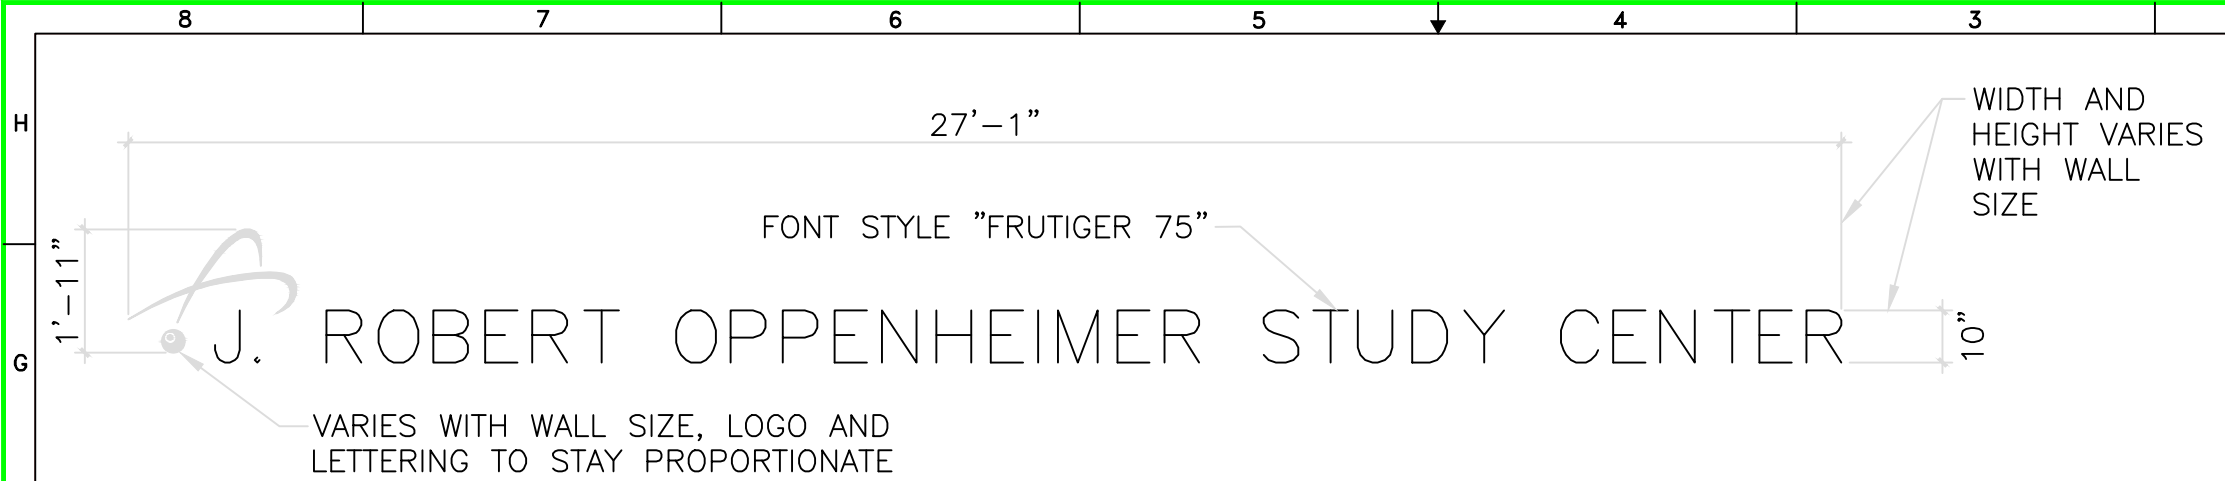 8 7 6 5 4 3
H
27'-1"
WIDTH AND
HEIGHT VARIES
WITH WALL
SIZE
FONT STYLE "FRUTIGER 75"
1'-11"
J. ROBERT OPPENHEIMER STUDY CENTER
10"
G
VARIES WITH WALL SIZE, LOGO AND
LETTERING TO STAY PROPORTIONATE